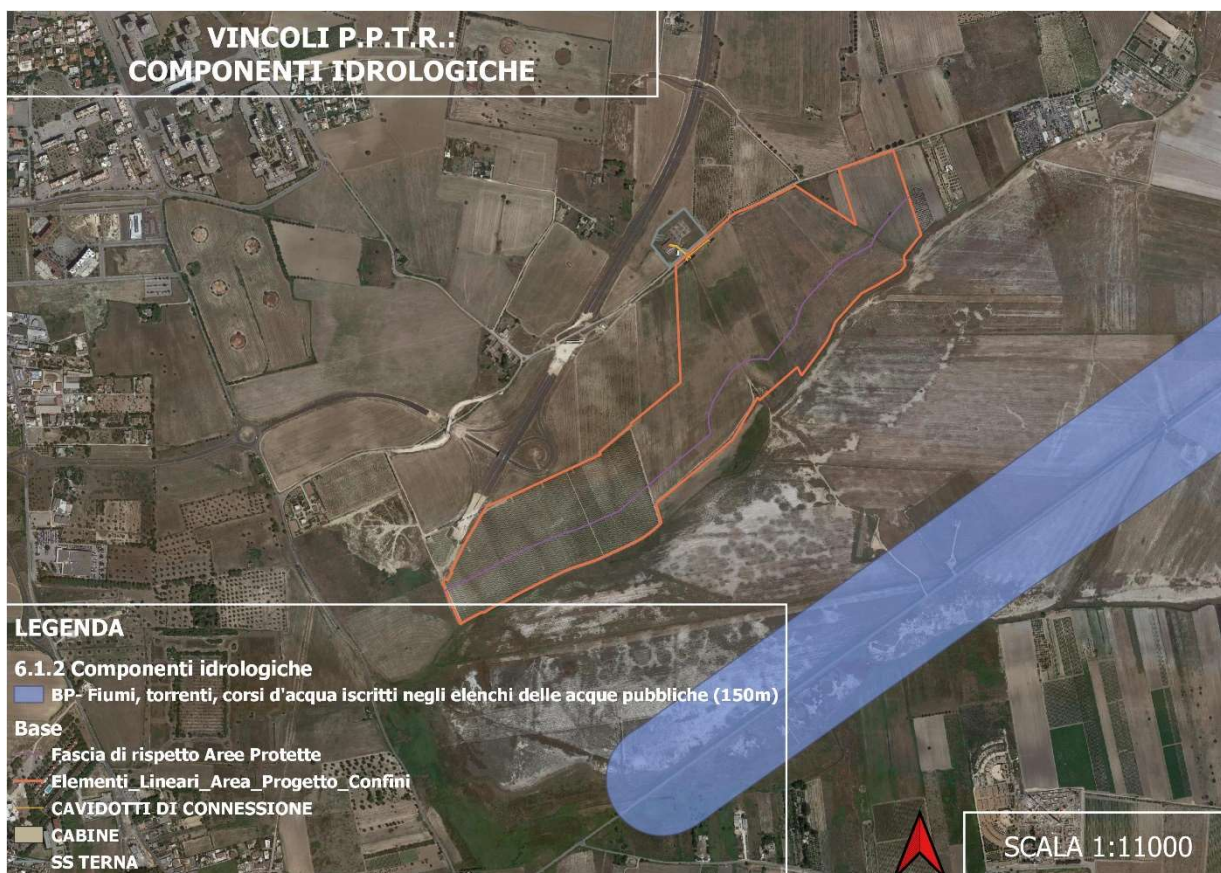 VINCOLI P.P.T.R.:
COMPONENTI IDROLOGICHE
LEGENDA
6.1.2 Componenti idrologiche
BP- Fiumi, torrenti, corsi d'acqua iscritti negli elenchi delle acque pubbliche (150m)
Base
Fascia di rispetto Aree Protette
Elementi_Lineari_Area_Progetto_Confini
CAVIDOTTI DI CONNESSIONE
CABINE
SS TERNA
SCALA 1:11000